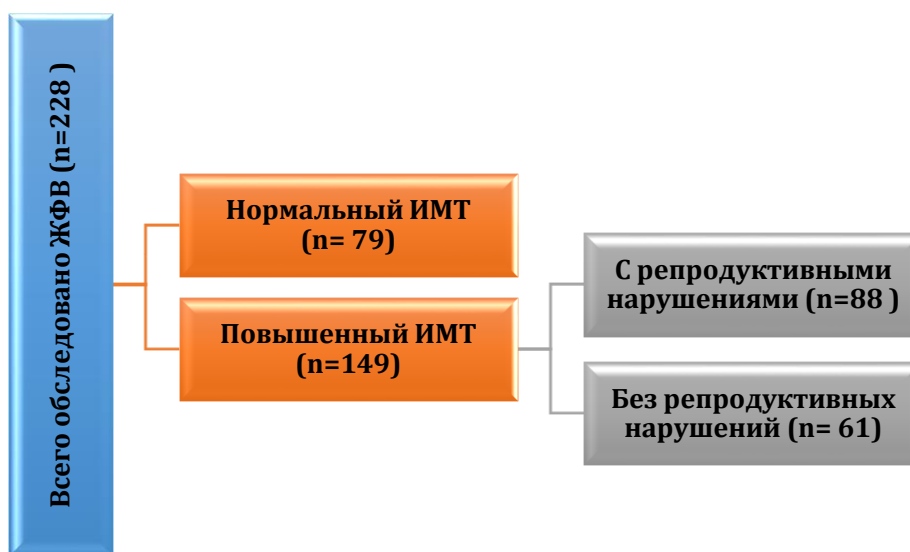 Всего обследовано ЖФВ (n=228 )
Нормальный ИМТ
(n= 79)
Повышенный ИМТ
(n=149)
С репродуктивными
нарушениями (n=88 )
Без репродуктивных
нарушений (n= 61)